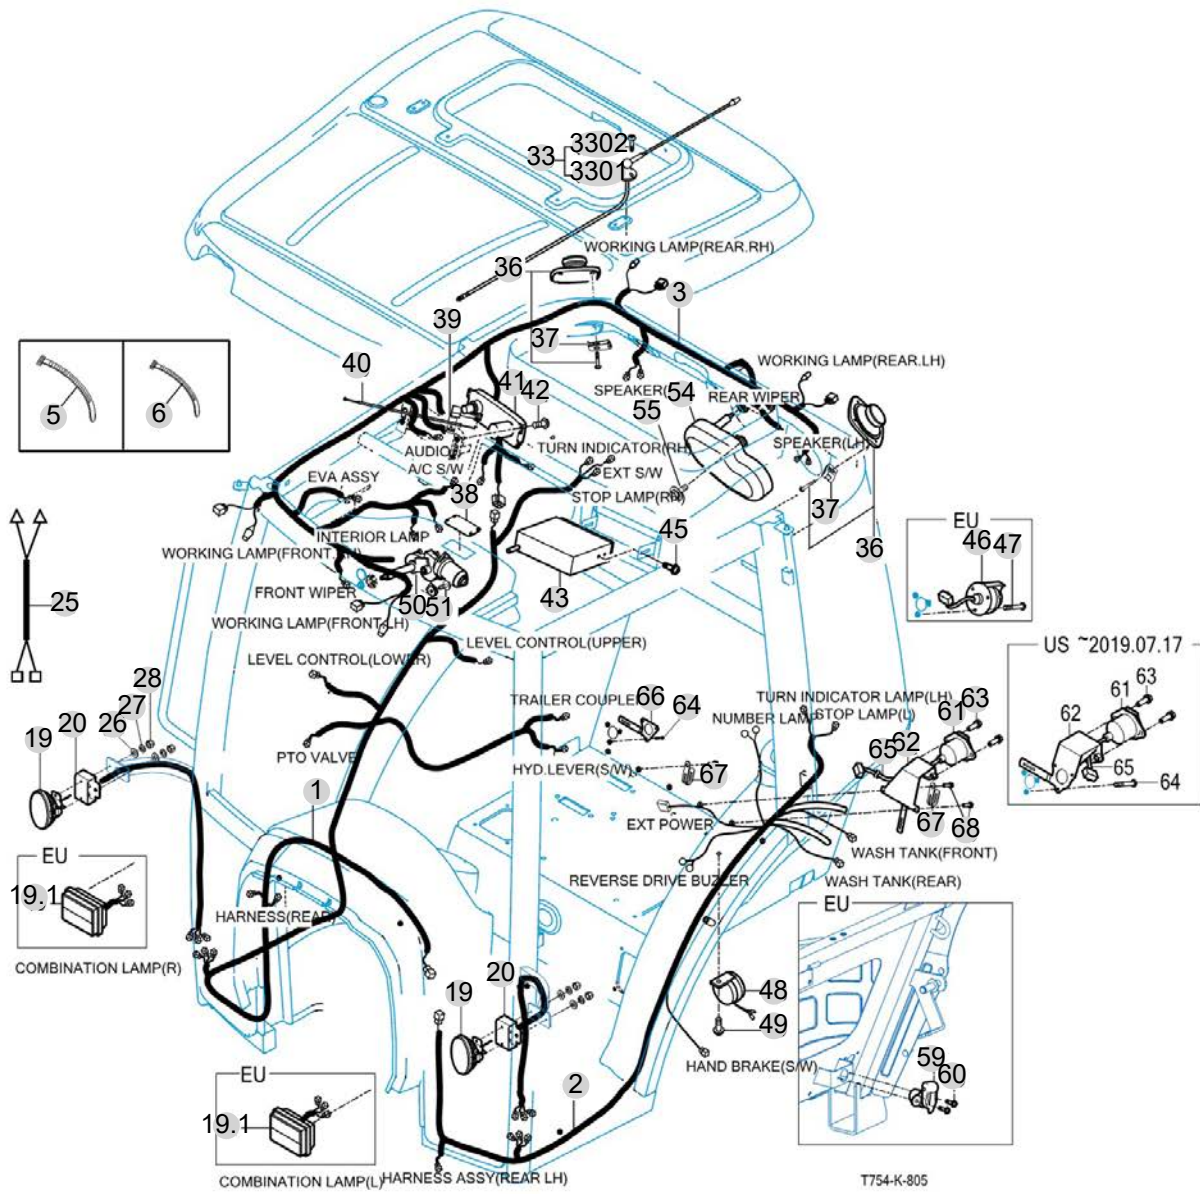 3302
33
3301
WORKING LAMP(REAR.RH)
36
3
39
37
WORKING LAMP(REAR.LH)
40
41
42
SPEAKER(
54
REAR WIPER
5
6
55
AUDIO
TURN INDICATOR(RH)
SPEAKER(LH)
A/C S/W
EXT S/W
EVA ASSY
38
STOP LAMP(RH)
37
EU
INTERIOR LAMP
45
46
47
WORKING LAMP(FRONT.
36
FRONT WIPER
50
51
43
25
WORKING LAMP(FRONT.LH)
LEVEL CONTROL(UPPER)
US ~2019.07.17
LEVEL CONTROL(LOWER)
63
28
27
TRAILER COUPLER
66
64
TURN INDICATOR LAMP(LH)
63
61
19
20
26
NUMBER LAMP
STOP LAMP(L)
61
62
PTO VALVE
HYD.LEVER(S/W)
67
65
62
65
64
1
EXT POWER
67
68
EU
WASH TANK(FRONT)
19.1
REVERSE DRIVE BUZLER
WASH TANK(REAR)
EU
HARNESS(REAR)
COMBINATION LAMP(R)
20
19
48
49
HAND BRAKE(S/W)
59
60
EU
2
19.1
COMBINATION LAMP(L)
HARNESS ASSY(REAR LH)
T754-K-805